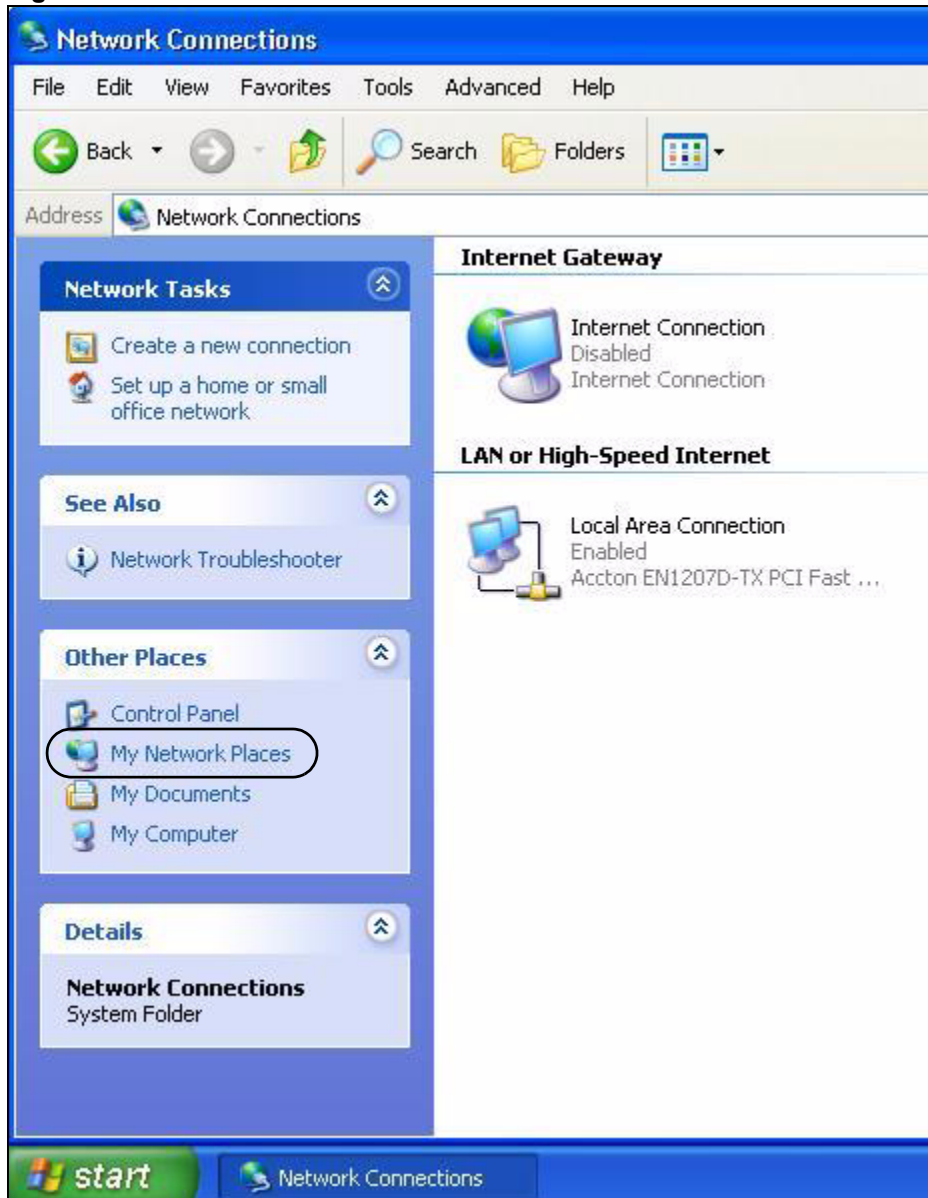 Network Connections
File Edit View Favorites Tools Advanced Help
Back Search Folders
Address Network Connections
Network Tasks
Create a new connection
Set up a home or small
office network
See Also
Network Troubleshooter
Other Places
Control Panel
My Network Places
My Documents
My Computer
Details
Network Connections
System Folder
Internet Gateway
Internet Connection
Disabled
Internet Connection
LAN or High-Speed Internet
Local Area Connection
Enabled
Accton EN1207D-TX PCI Fast ...
start Network Connections